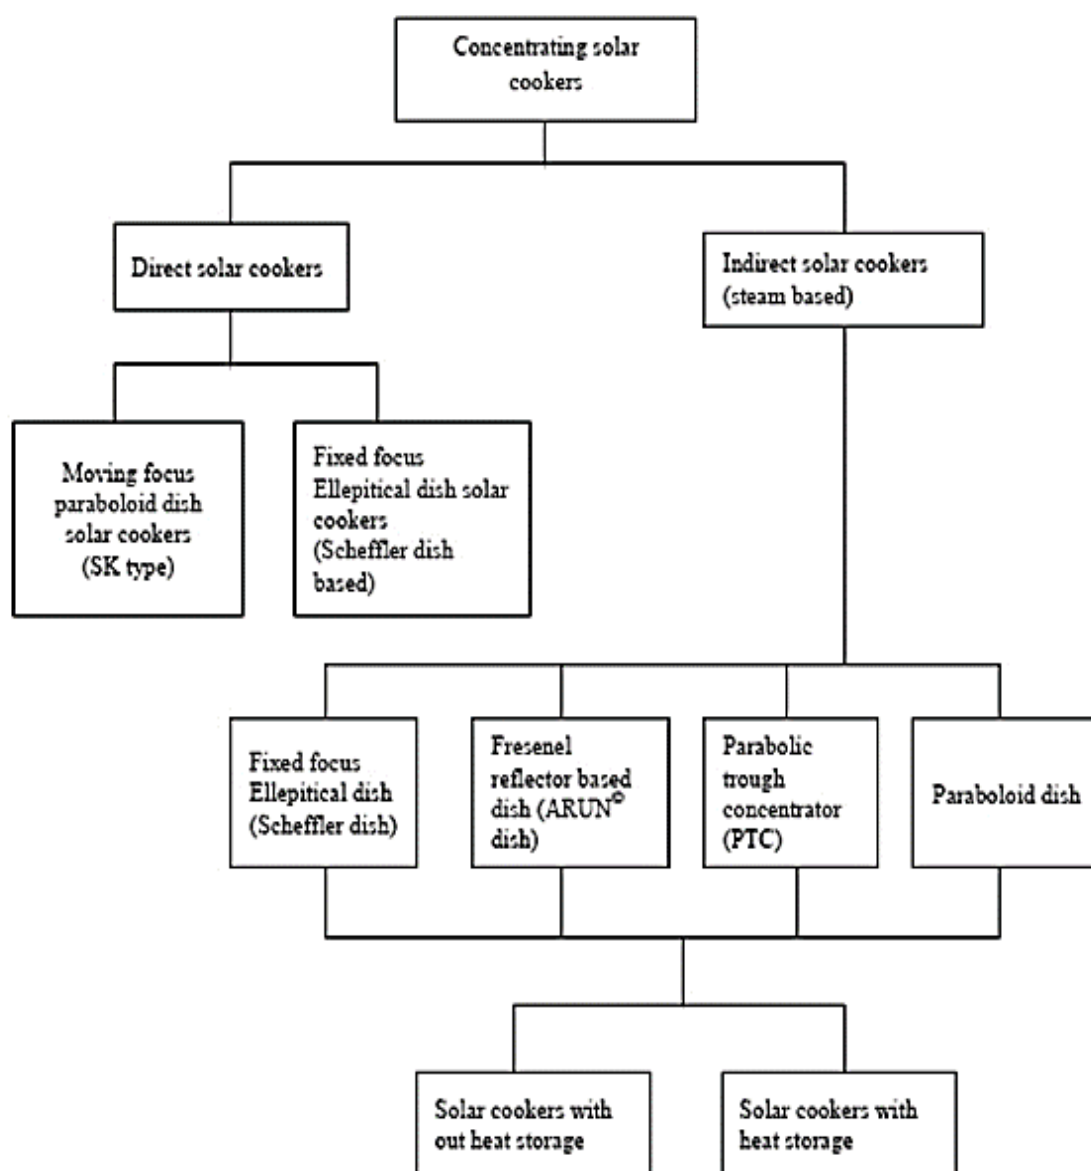 Concentrating solar
cookers
Direct solar cookers
Indirect solar cookers
(steam based)
Moving focus
paraboloid dish
solar cookers
(SK type)
Fixed focus
Ellepitical dish solar
cookers
(Scheffler dish
based)
Fixed focus
Ellepitical dish
(Scheffler dish)
Fresenel
reflector based
dish (ARUN©
dish)
Parabolic
trough
concentrator
(PTC)
Paraboloid dish
Solar cookers with
out heat storage
Solar cookers with
heat storage